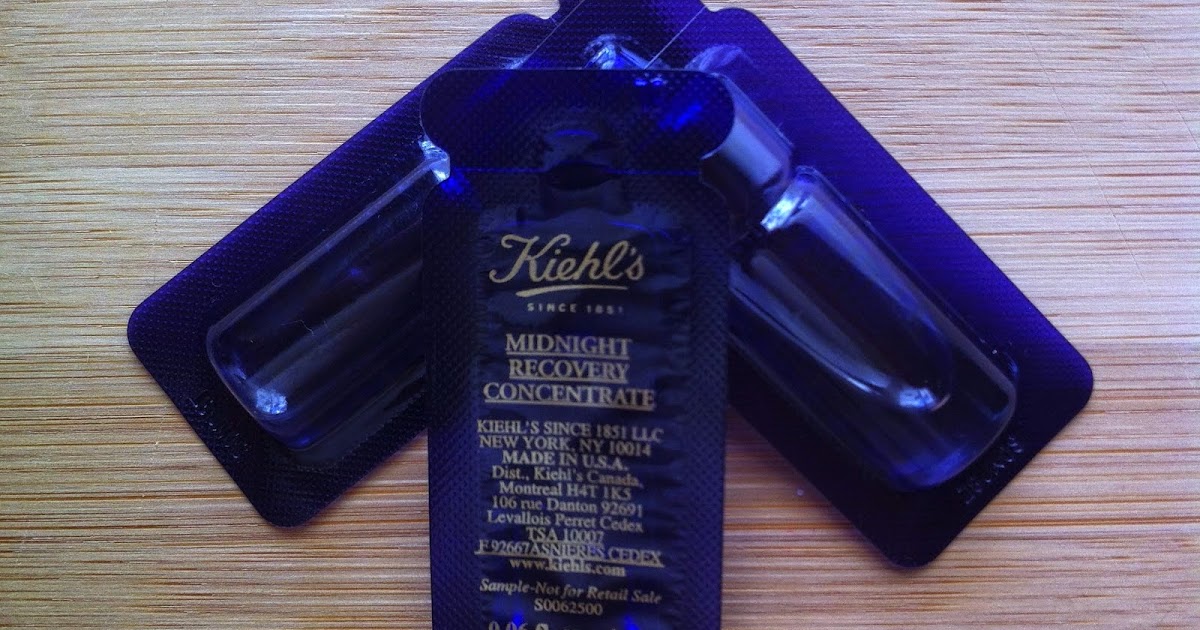 Kiehl's
SINCE 1851
MIDNIGHT
RECOVERY
CONCENTRATE
KIEHL'S SINCE 1851 LLC
NEW YORK, NY 10014
MADE IN U.S.A.
Dist., Kiehl's Canada,
Montreal H4T 1K5
106 rue Danton 92691
Levallois Perret Cedex
TSA 10007
F 92667ASNIERES CEDEX
www.kiehls.com
Sample-Not for Retail Sale
S0062500